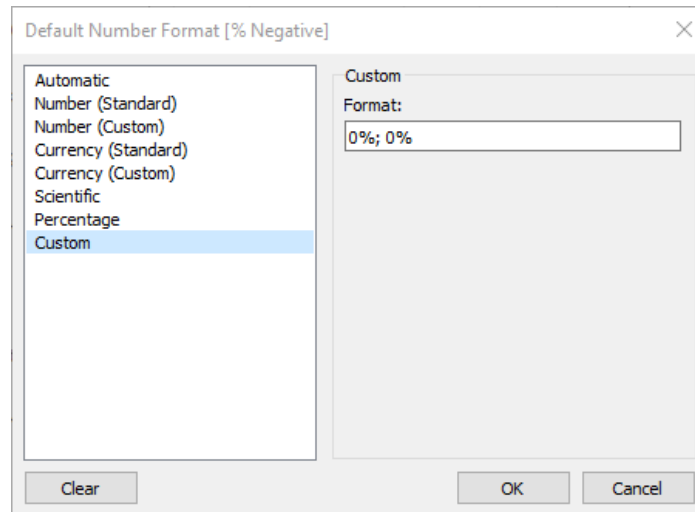 Default Number Format [% Negative]
Automatic
Number (Standard)
Number (Custom)
Currency (Standard)
Currency (Custom)
Scientific
Percentage
Custom
Custom
Format:
0%; 0%
Clear
OK
Cancel